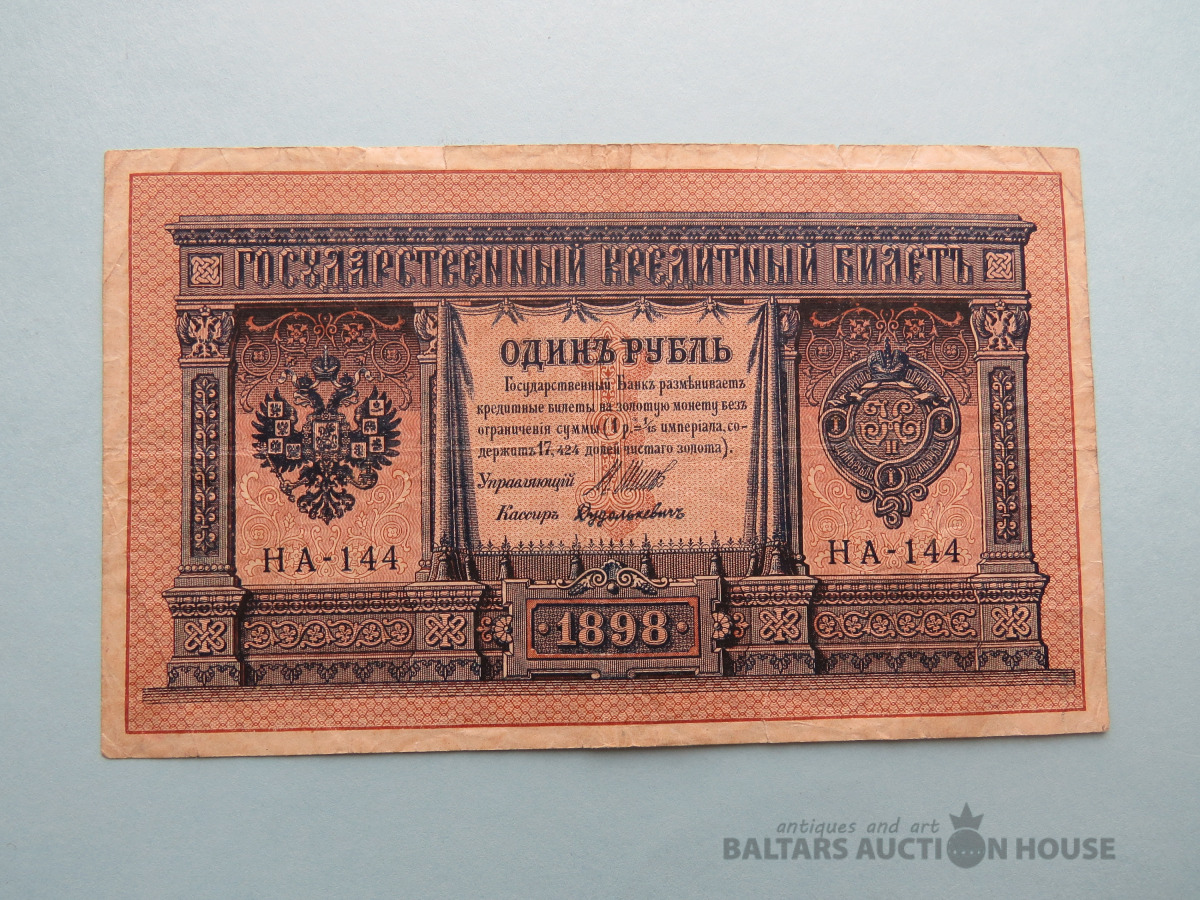 ГОСУДАРСТВЕННЫЙ КРЕДИТНЫЙ БИЛЕТЪ
1
ОДИНЪ РУБЛЬ
Государственный Банкъ размѣниваетъ
кредитные билеты на золотую монету безъ
ограниченія суммы (1 р.= 1/15 имперіала, со-
держитъ 17,424 долей чистаго золота).
Управляющій
Кассиръ
НА-144
НА-144
1898
antiques and art
BALTARS AUCTION HOUSE